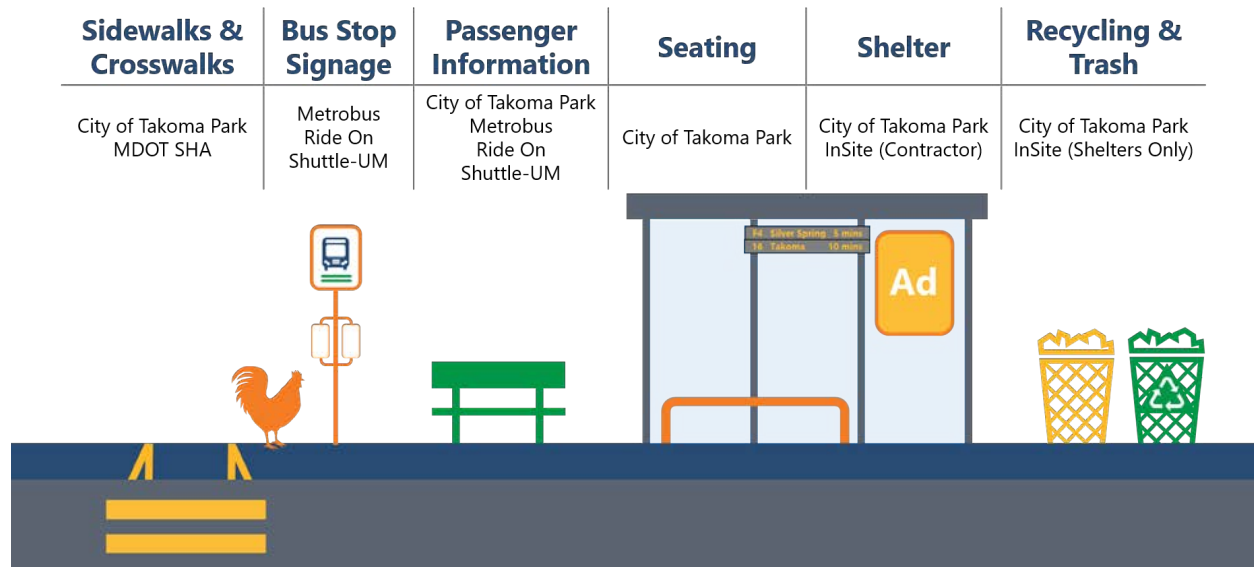 Sidewalks &
Crosswalks
Bus Stop
Signage
Passenger
Information
Seating
Shelter
Recycling &
Trash
City of Takoma Park
MDOT SHA
Metrobus
Ride On
Shuttle-UM
City of Takoma Park
Metrobus
Ride On
Shuttle-UM
City of Takoma Park
City of Takoma Park
InSite (Contractor)
City of Takoma Park
InSite (Shelters Only)
F4 Silver Spring 5 mins
16 Takoma 10 mins
Ad